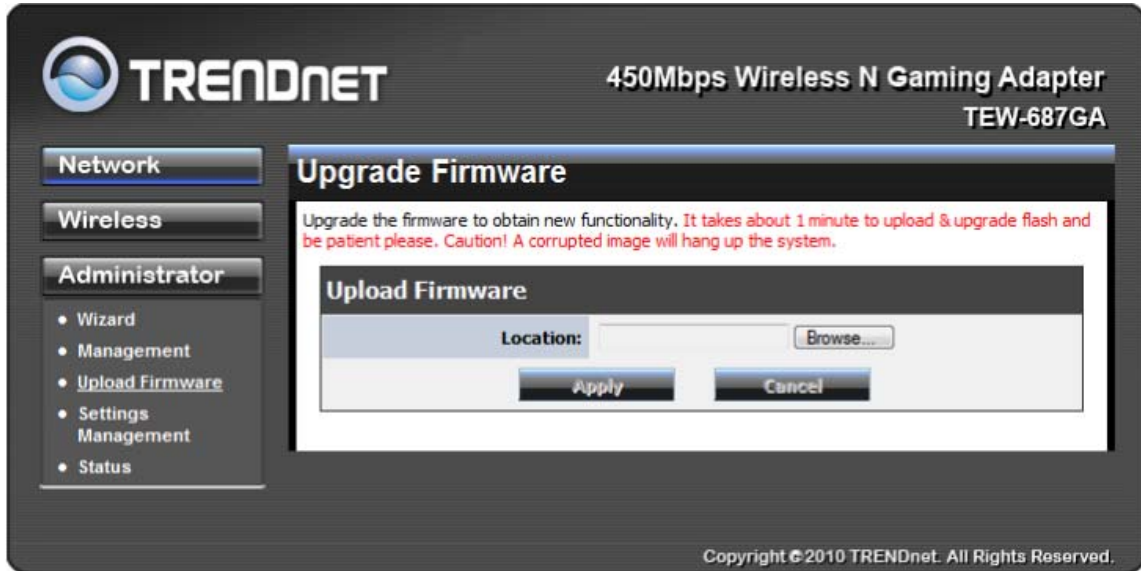 TRENDNET
450Mbps Wireless N Gaming Adapter
TEW-687GA
Network
Wireless
Administrator
• Wizard
• Management
• Upload Firmware
• Settings
Management
• Status
Upgrade Firmware
Upgrade the firmware to obtain new functionality. It takes about 1 minute to upload & upgrade flash and
be patient please. Caution! A corrupted image will hang up the system.
Upload Firmware
Location:
Browse...
Apply
Cancel
Copyright © 2010 TRENDnet. All Rights Reserved.